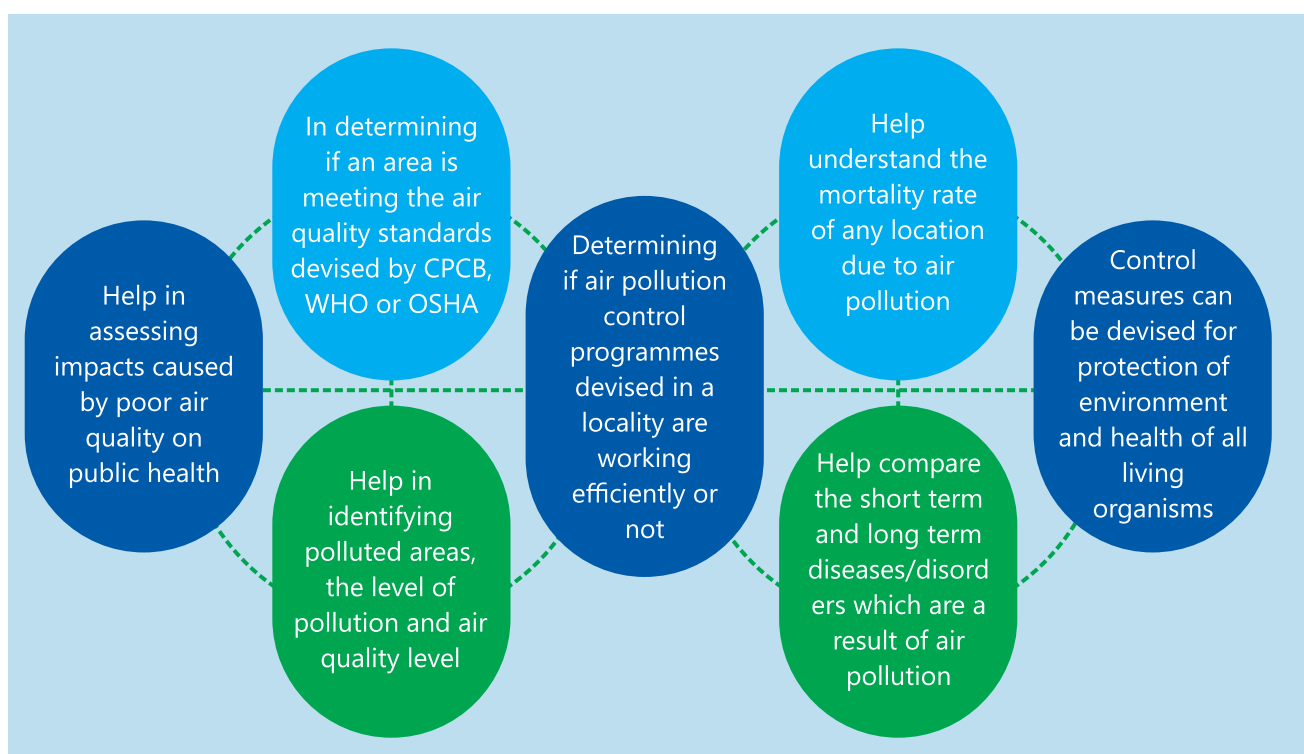 Help in
assessing
impacts caused
by poor air
quality on
public health
In determining
if an area is
meeting the air
quality standards
devised by CPCB,
WHO or OSHA
Help in
identifying
polluted areas,
the level of
pollution and air
quality level
Determining
if air pollution
control
programmes
devised in a
locality are
working
efficiently or
not
Help
understand the
mortality rate
of any location
due to air
pollution
Help compare
the short term
and long term
diseases/disord
ers which are a
result of air
pollution
Control
measures can
be devised for
protection of
environment
and health of all
living
organisms